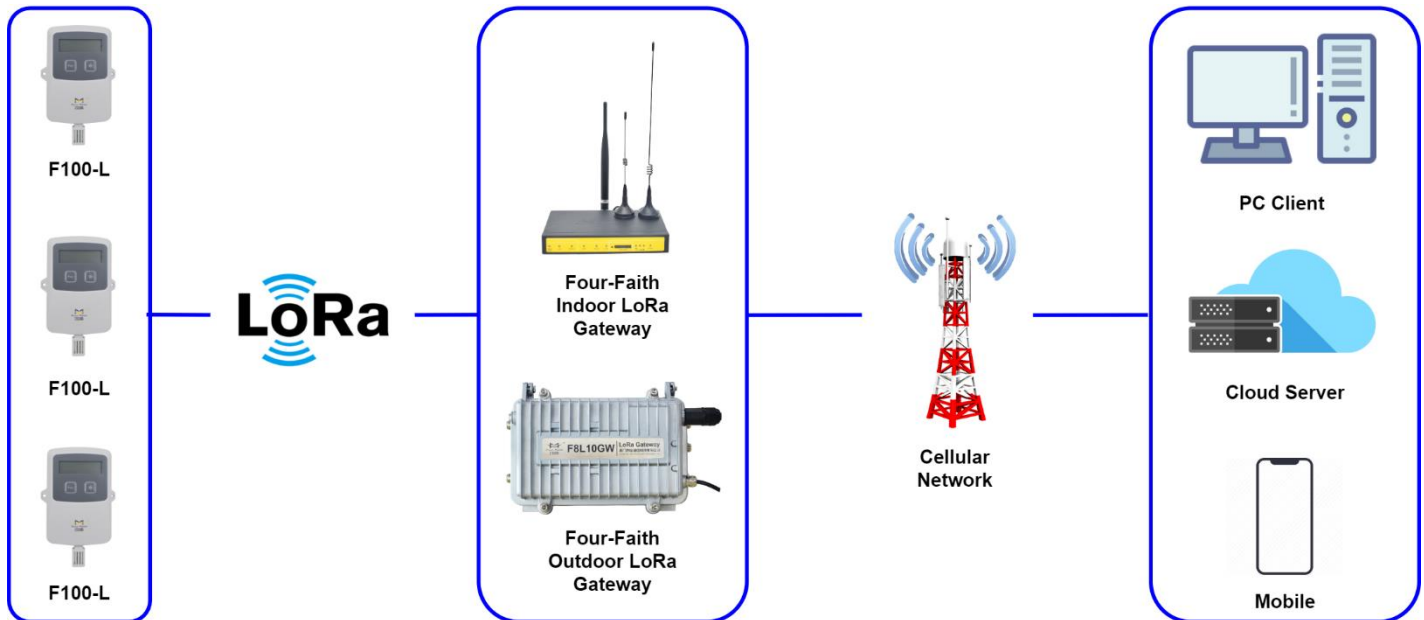 F100-L
F100-L
F100-L
LoRa
Four-Faith
Indoor LoRa
Gateway
F8L10GW
LoRa Gateway
Four-Faith
Outdoor LoRa
Gateway
Cellular
Network
PC Client
Cloud Server
Mobile